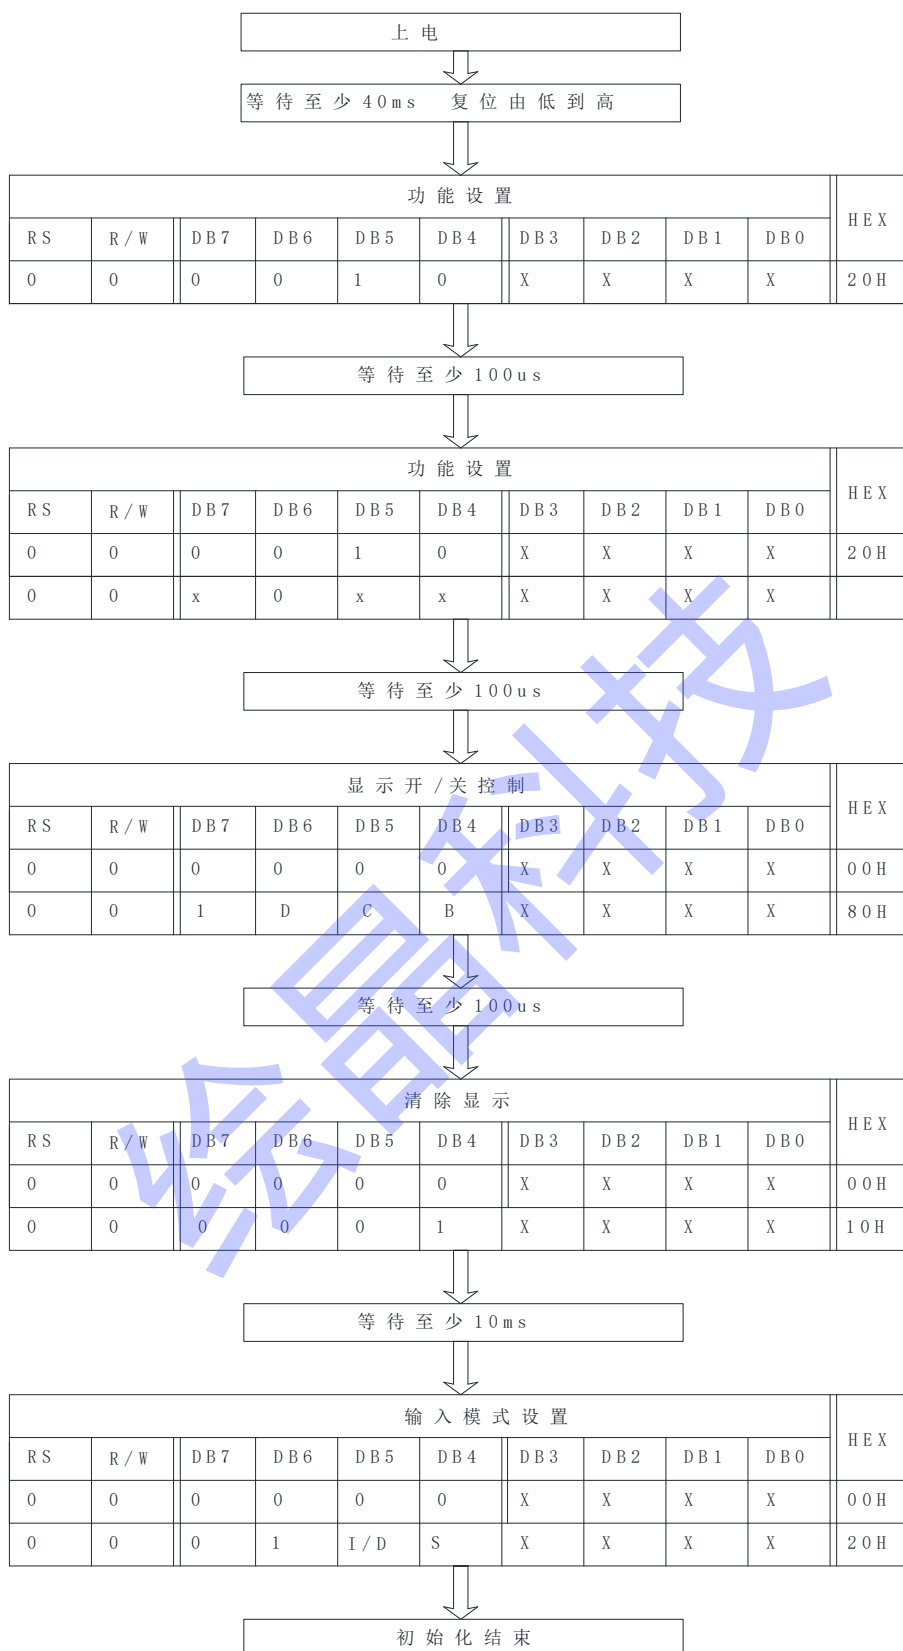 上电
等待至少40ms 复位由低到高
功能设置 HEX
RS R/W DB7 DB6 DB5 DB4 DB3 DB2 DB1 DB0
0 0 0 0 1 0 X X X X 20H
等待至少100us
功能设置 HEX
RS R/W DB7 DB6 DB5 DB4 DB3 DB2 DB1 DB0
0 0 0 0 1 0 X X X X 20H
0 0 x 0 x x X X X X
等待至少100us
显示开/关控制 HEX
RS R/W DB7 DB6 DB5 DB4 DB3 DB2 DB1 DB0
0 0 0 0 0 0 X X X X 00H
0 0 1 D C B X X X X 80H
等待至少100us
清除显示 HEX
RS R/W DB7 DB6 DB5 DB4 DB3 DB2 DB1 DB0
0 0 0 0 0 0 X X X X 00H
0 0 0 0 0 1 X X X X 10H
等待至少10ms
输入模式设置 HEX
RS R/W DB7 DB6 DB5 DB4 DB3 DB2 DB1 DB0
0 0 0 0 0 0 X X X X 00H
0 0 0 1 I/D S X X X X 20H
初始化结束
绘晶科技